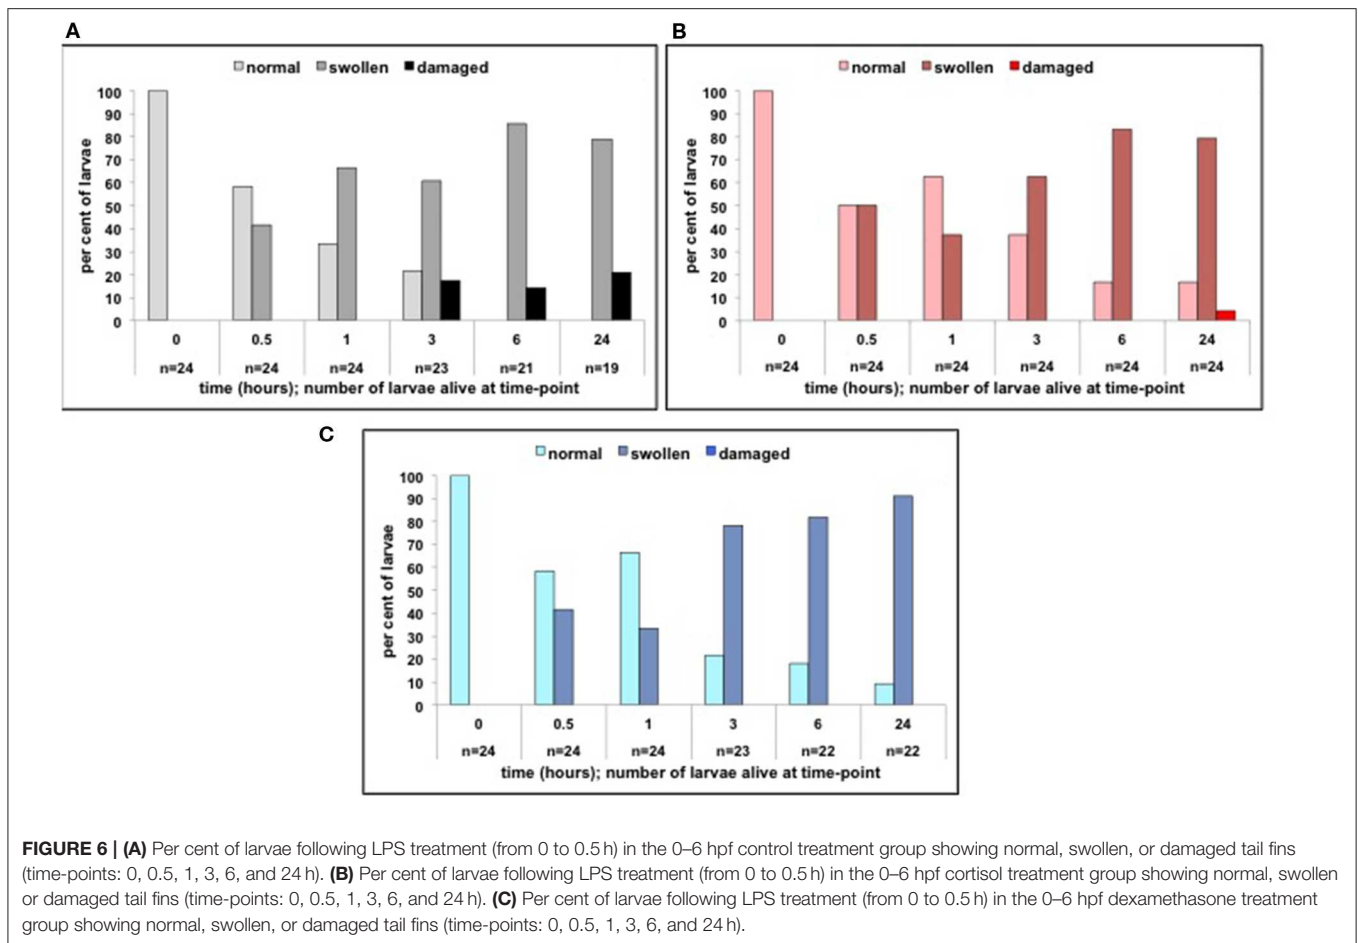 A
normal swollen damaged
100
90
80
70
60
50
40
30
20
10
0
per cent of larvae
0 0.5 1 3 6 24
n=24 n=24 n=24 n=23 n=21 n=19
time (hours); number of larvae alive at time-point
B
normal swollen damaged
100
90
80
70
60
50
40
30
20
10
0
per cent of larvae
0 0.5 1 3 6 24
n=24 n=24 n=24 n=24 n=24 n=24
time (hours); number of larvae alive at time-point
C
normal swollen damaged
100
90
80
70
60
50
40
30
20
10
0
per cent of larvae
0 0.5 1 3 6 24
n=24 n=24 n=24 n=23 n=22 n=22
time (hours); number of larvae alive at time-point
FIGURE 6 | (A) Per cent of larvae following LPS treatment (from 0 to 0.5 h) in the 0–6 hpf control treatment group showing normal, swollen, or damaged tail fins
(time-points: 0, 0.5, 1, 3, 6, and 24 h). (B) Per cent of larvae following LPS treatment (from 0 to 0.5 h) in the 0–6 hpf cortisol treatment group showing normal, swollen
or damaged tail fins (time-points: 0, 0.5, 1, 3, 6, and 24 h). (C) Per cent of larvae following LPS treatment (from 0 to 0.5 h) in the 0–6 hpf dexamethasone treatment
group showing normal, swollen, or damaged tail fins (time-points: 0, 0.5, 1, 3, 6, and 24 h).